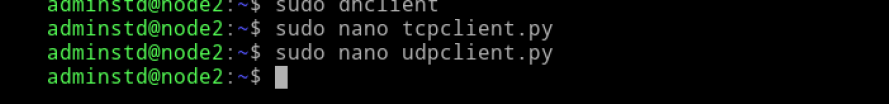 adminstd@node2:~$ sudo dhclient
adminstd@node2:~$ sudo nano tcpclient.py
adminstd@node2:~$ sudo nano udpclient.py
adminstd@node2:~$